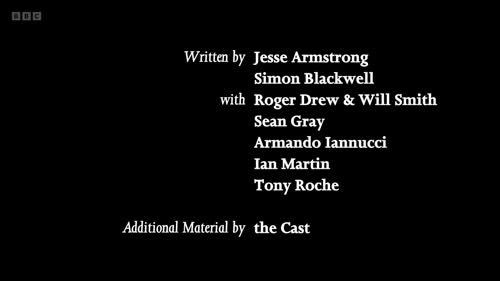 BBC
Written by Jesse Armstrong
Simon Blackwell
with Roger Drew & Will Smith
Sean Gray
Armando Iannucci
Ian Martin
Tony Roche
Additional Material by the Cast